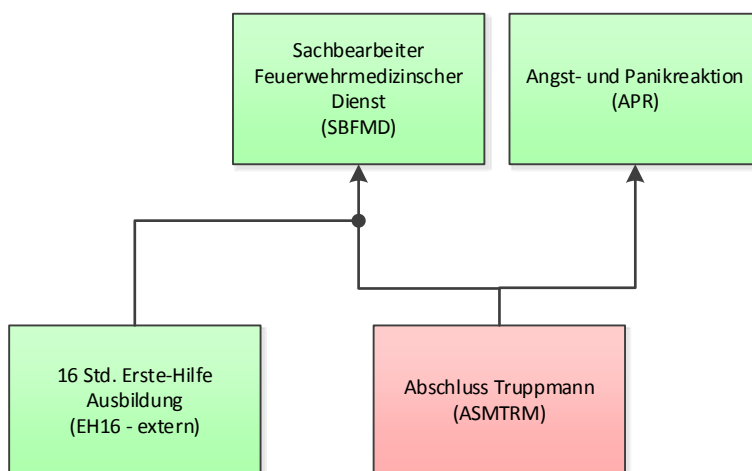 Sachbearbeiter
Feuerwehrmedizinscher
Dienst
(SBFMD)
Angst- und Panikreaktion
(APR)
16 Std. Erste-Hilfe
Ausbildung
(EH16 - extern)
Abschluss Truppmann
(ASMTRM)